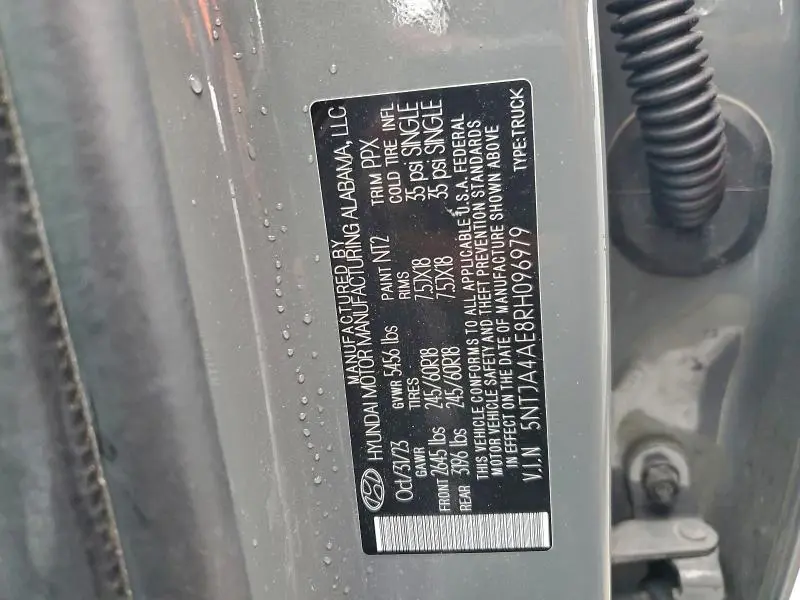 MANUFACTURED BY
HYUNDAI MOTOR MANUFACTURING ALABAMA, LLC
Oct/31/23 GVWR 5456 lbs PAINT NT2 TRIM PPX
GAWR TIRES RIMS COLD TIRE INFL
FRONT 2645 lbs 245/60R18 7.5JX18 35 psi SINGLE
REAR 3196 lbs 245/60R18 7.5JX18 35 psi SINGLE
THIS VEHICLE CONFORMS TO ALL APPLICABLE U.S.A. FEDERAL
MOTOR VEHICLE SAFETY AND THEFT PREVENTION STANDARDS
IN EFFECT ON THE DATE OF MANUFACTURE SHOWN ABOVE
V.I.N 5NTJA4AE8RH096979 TYPE:TRUCK